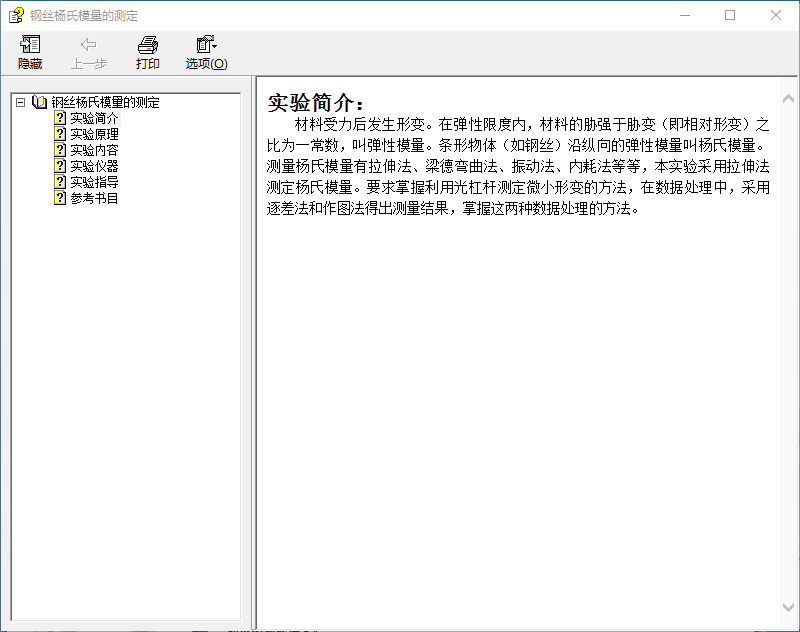 钢丝杨氏模量的测定
隐藏
上一步
打印
选项(O)
钢丝杨氏模量的测定
实验简介
实验原理
实验内容
实验仪器
实验指导
参考书目
实验简介：
材料受力后发生形变。在弹性限度内，材料的胁强于胁变（即相对形变）之
比为一常数，叫弹性模量。条形物体（如钢丝）沿纵向的弹性模量叫杨氏模量。
测量杨氏模量有拉伸法、梁德弯曲法、振动法、内耗法等等，本实验采用拉伸法
测定杨氏模量。要求掌握利用光杠杆测定微小形变的方法，在数据处理中，采用
逐差法和作图法得出测量结果，掌握这两种数据处理的方法。